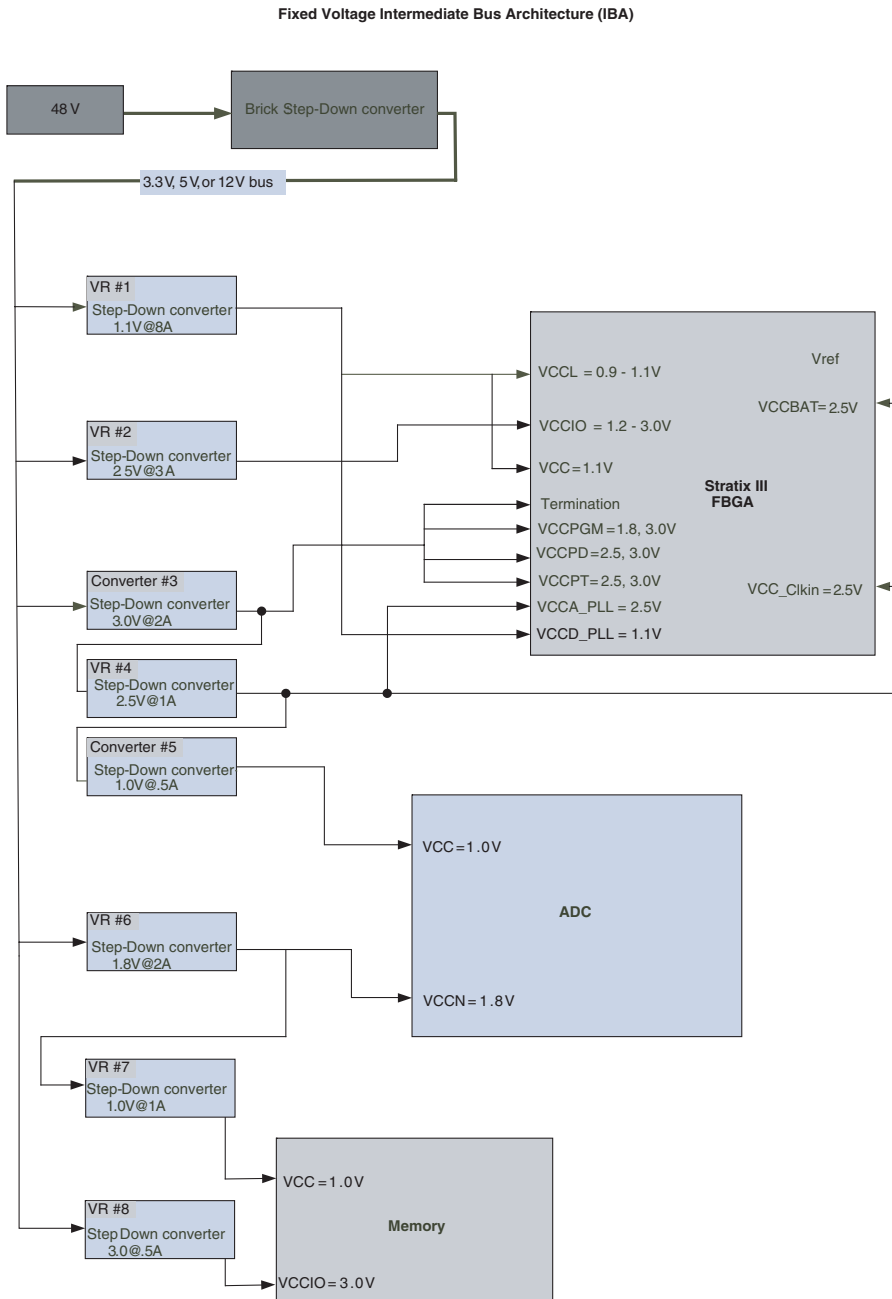 Fixed Voltage Intermediate Bus Architecture (IBA)
48 V
Brick Step-Down converter
3.3V, 5V, or 12V bus
VR #1
Step-Down converter
1.1V@8A
VR #2
Step-Down converter
2 5V@3A
Converter #3
Step-Down converter
3.0V@2A
VR #4
Step-Down converter
2.5V@1A
Converter #5
Step-Down converter
1.0V@.5A
VR #6
Step-Down converter
1.8V@2A
VR #7
Step-Down converter
1.0V@1A
VR #8
Step Down converter
3.0@.5A
VCCL = 0.9 - 1.1V
VCCIO = 1.2 - 3.0V
VCC=1.1V
Termination
VCCPGM=1.8, 3.0V
VCCPD=2.5, 3.0V
VCCPT=2.5, 3.0V
VCCA_PLL = 2.5V
VCCD_PLL = 1.1V
Stratix III
FBGA
Vref
VCCBAT=2.5V
VCC_Clkin=2.5V
VCC=1.0V
ADC
VCCN=1.8V
VCC=1.0V
Memory
VCCIO=3.0V